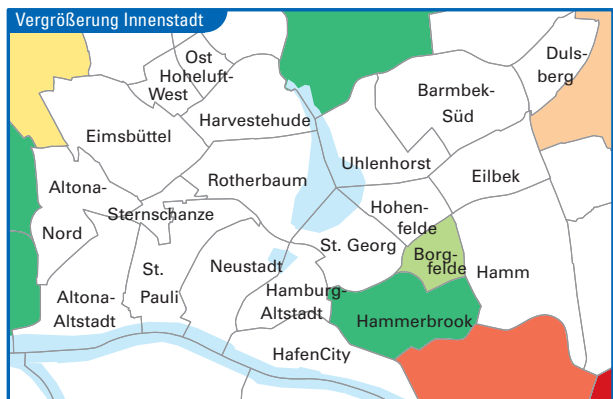 Vergrößerung Innenstadt
Ost
Hoheluft-
West
Duls-
berg
Barmbek-
Süd
Harvestehude
Eimsbüttel
Uhlenhorst
Eilbek
Rotherbaum
Altona-
Nord
Sternschanze
Hohen-
felde
St. Georg
Borg-
felde
Hamm
Neustadt
St.
Pauli
Hamburg-
Altstadt
Altona-
Altstadt
Hammerbrook
HafenCity